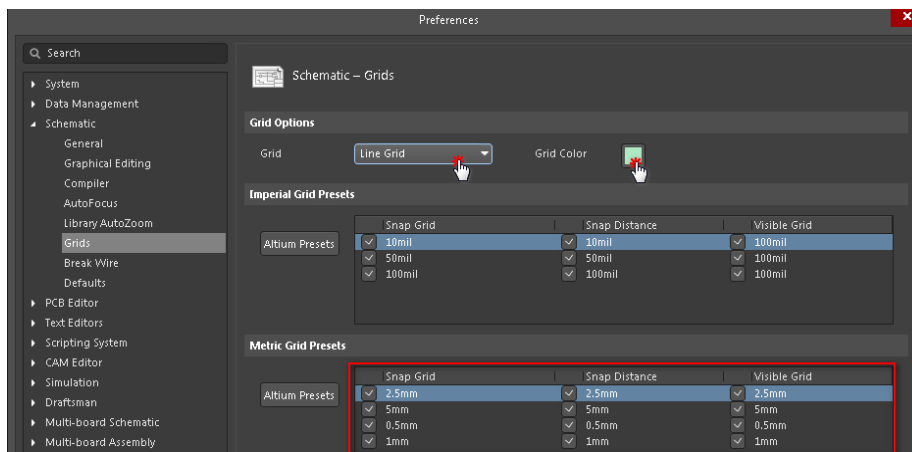 Preferences
Search
System
Data Management
Schematic
General
Graphical Editing
Compiler
AutoFocus
Library AutoZoom
Grids
Break Wire
Defaults
PCB Editor
Text Editors
Scripting System
CAM Editor
Simulation
Draftsman
Multi-board Schematic
Multi-board Assembly
Schematic – Grids
Grid Options
Grid Line Grid Grid Color
Imperial Grid Presets
Altium Presets
Snap Grid Snap Distance Visible Grid
10mil 10mil 100mil
50mil 50mil 100mil
100mil 100mil 100mil
Metric Grid Presets
Altium Presets
Snap Grid Snap Distance Visible Grid
2.5mm 2.5mm 2.5mm
5mm 5mm 5mm
0.5mm 0.5mm 0.5mm
1mm 1mm 1mm